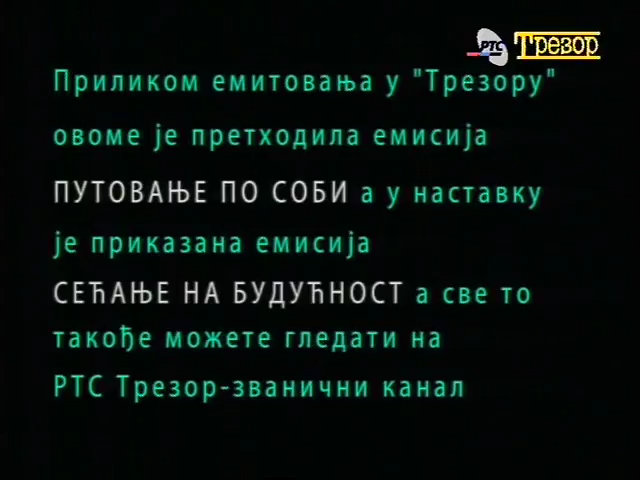 РТС Трезор
Приликом емитовања у "Трезору"
овоме је претходила емисија
ПУТОВАЊЕ ПО СОБИ а у наставку
је приказана емисија
СЕЋАЊЕ НА БУДУЋНОСТ а све то
такође можете гледати на
РТС Трезор-званични канал